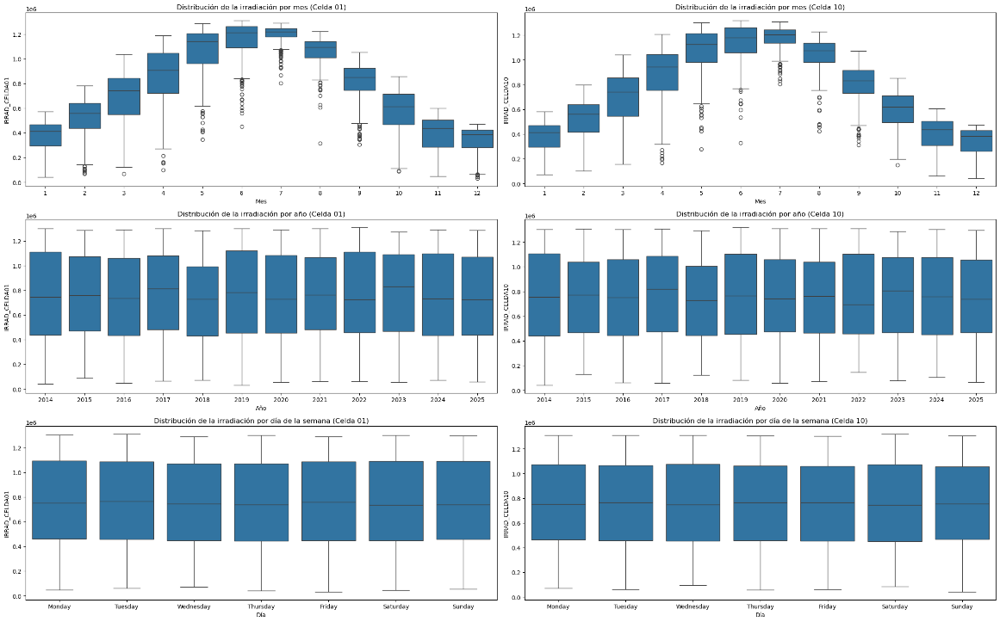 Distribución de la irradiación por mes (Celda 01)
1e6
1.2
1.0
0.8
0.6
0.4
0.2
0.0
IRRAD_CELDA01
1 2 3 4 5 6 7 8 9 10 11 12
Mes
Distribución de la irradiación por mes (Celda 10)
1e6
1.2
1.0
0.8
0.6
0.4
0.2
0.0
IRRAD_CELDA10
1 2 3 4 5 6 7 8 9 10 11 12
Mes
Distribución de la irradiación por año (Celda 01)
1e6
1.2
1.0
0.8
0.6
0.4
0.2
0.0
IRRAD_CELDA01
2014 2015 2016 2017 2018 2019 2020 2021 2022 2023 2024 2025
Año
Distribución de la irradiación por año (Celda 10)
1e6
1.2
1.0
0.8
0.6
0.4
0.2
0.0
IRRAD_CELDA10
2014 2015 2016 2017 2018 2019 2020 2021 2022 2023 2024 2025
Año
Distribución de la irradiación por día de la semana (Celda 01)
1e6
1.2
1.0
0.8
0.6
0.4
0.2
0.0
IRRAD_CELDA01
Monday Tuesday Wednesday Thursday Friday Saturday Sunday
Día
Distribución de la irradiación por día de la semana (Celda 10)
1e6
1.2
1.0
0.8
0.6
0.4
0.2
0.0
IRRAD_CELDA10
Monday Tuesday Wednesday Thursday Friday Saturday Sunday
Día